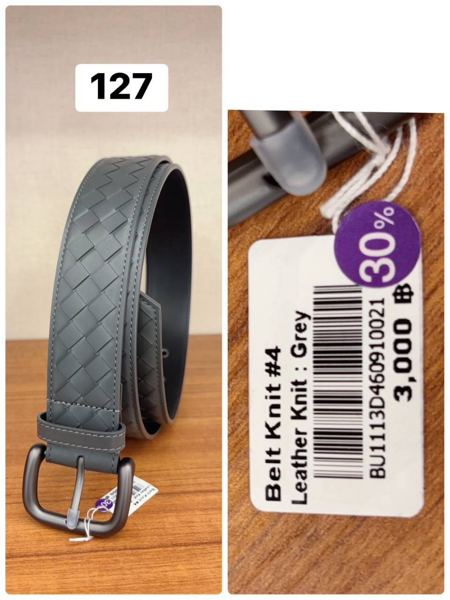 127
30%
Belt Knit #4
Leather Knit : Grey
BU1113D460910021
3,000 ฿